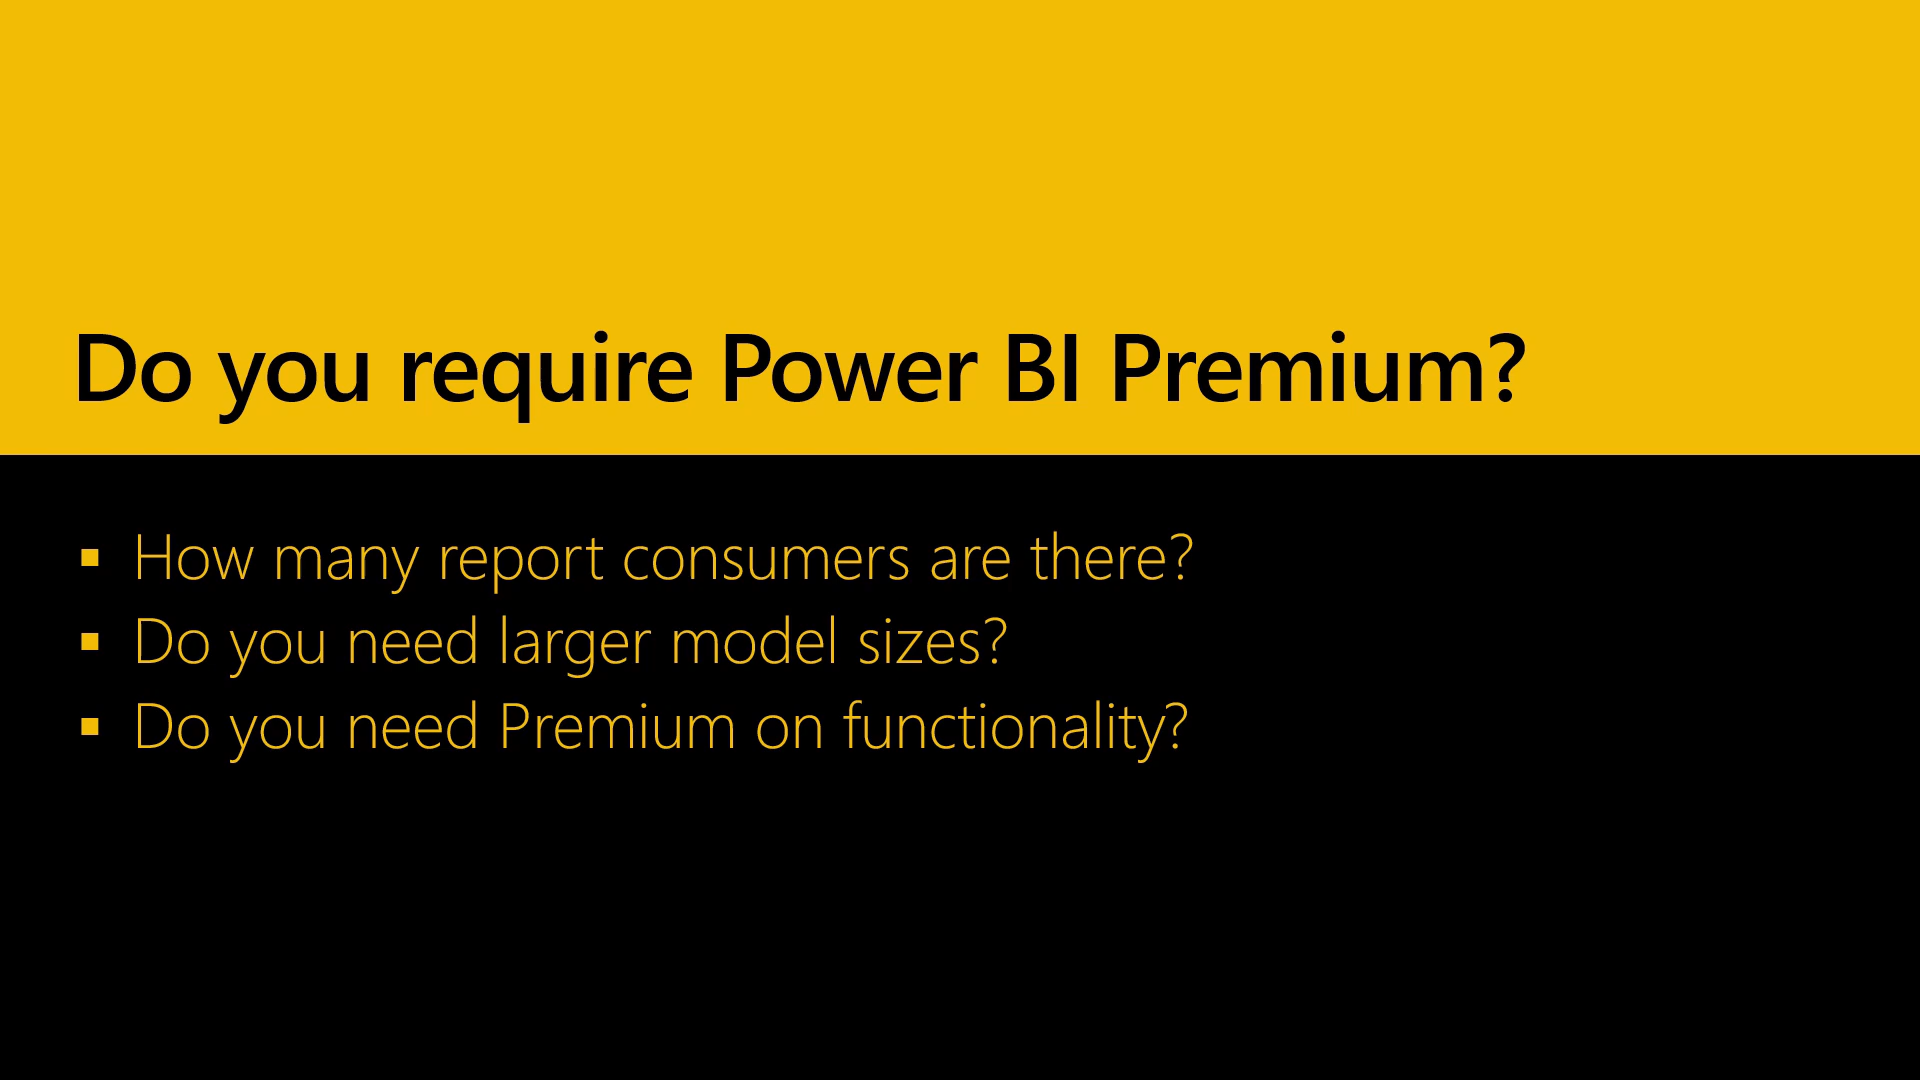 Do you require Power BI Premium?
▪ How many report consumers are there?
▪ Do you need larger model sizes?
▪ Do you need Premium on functionality?